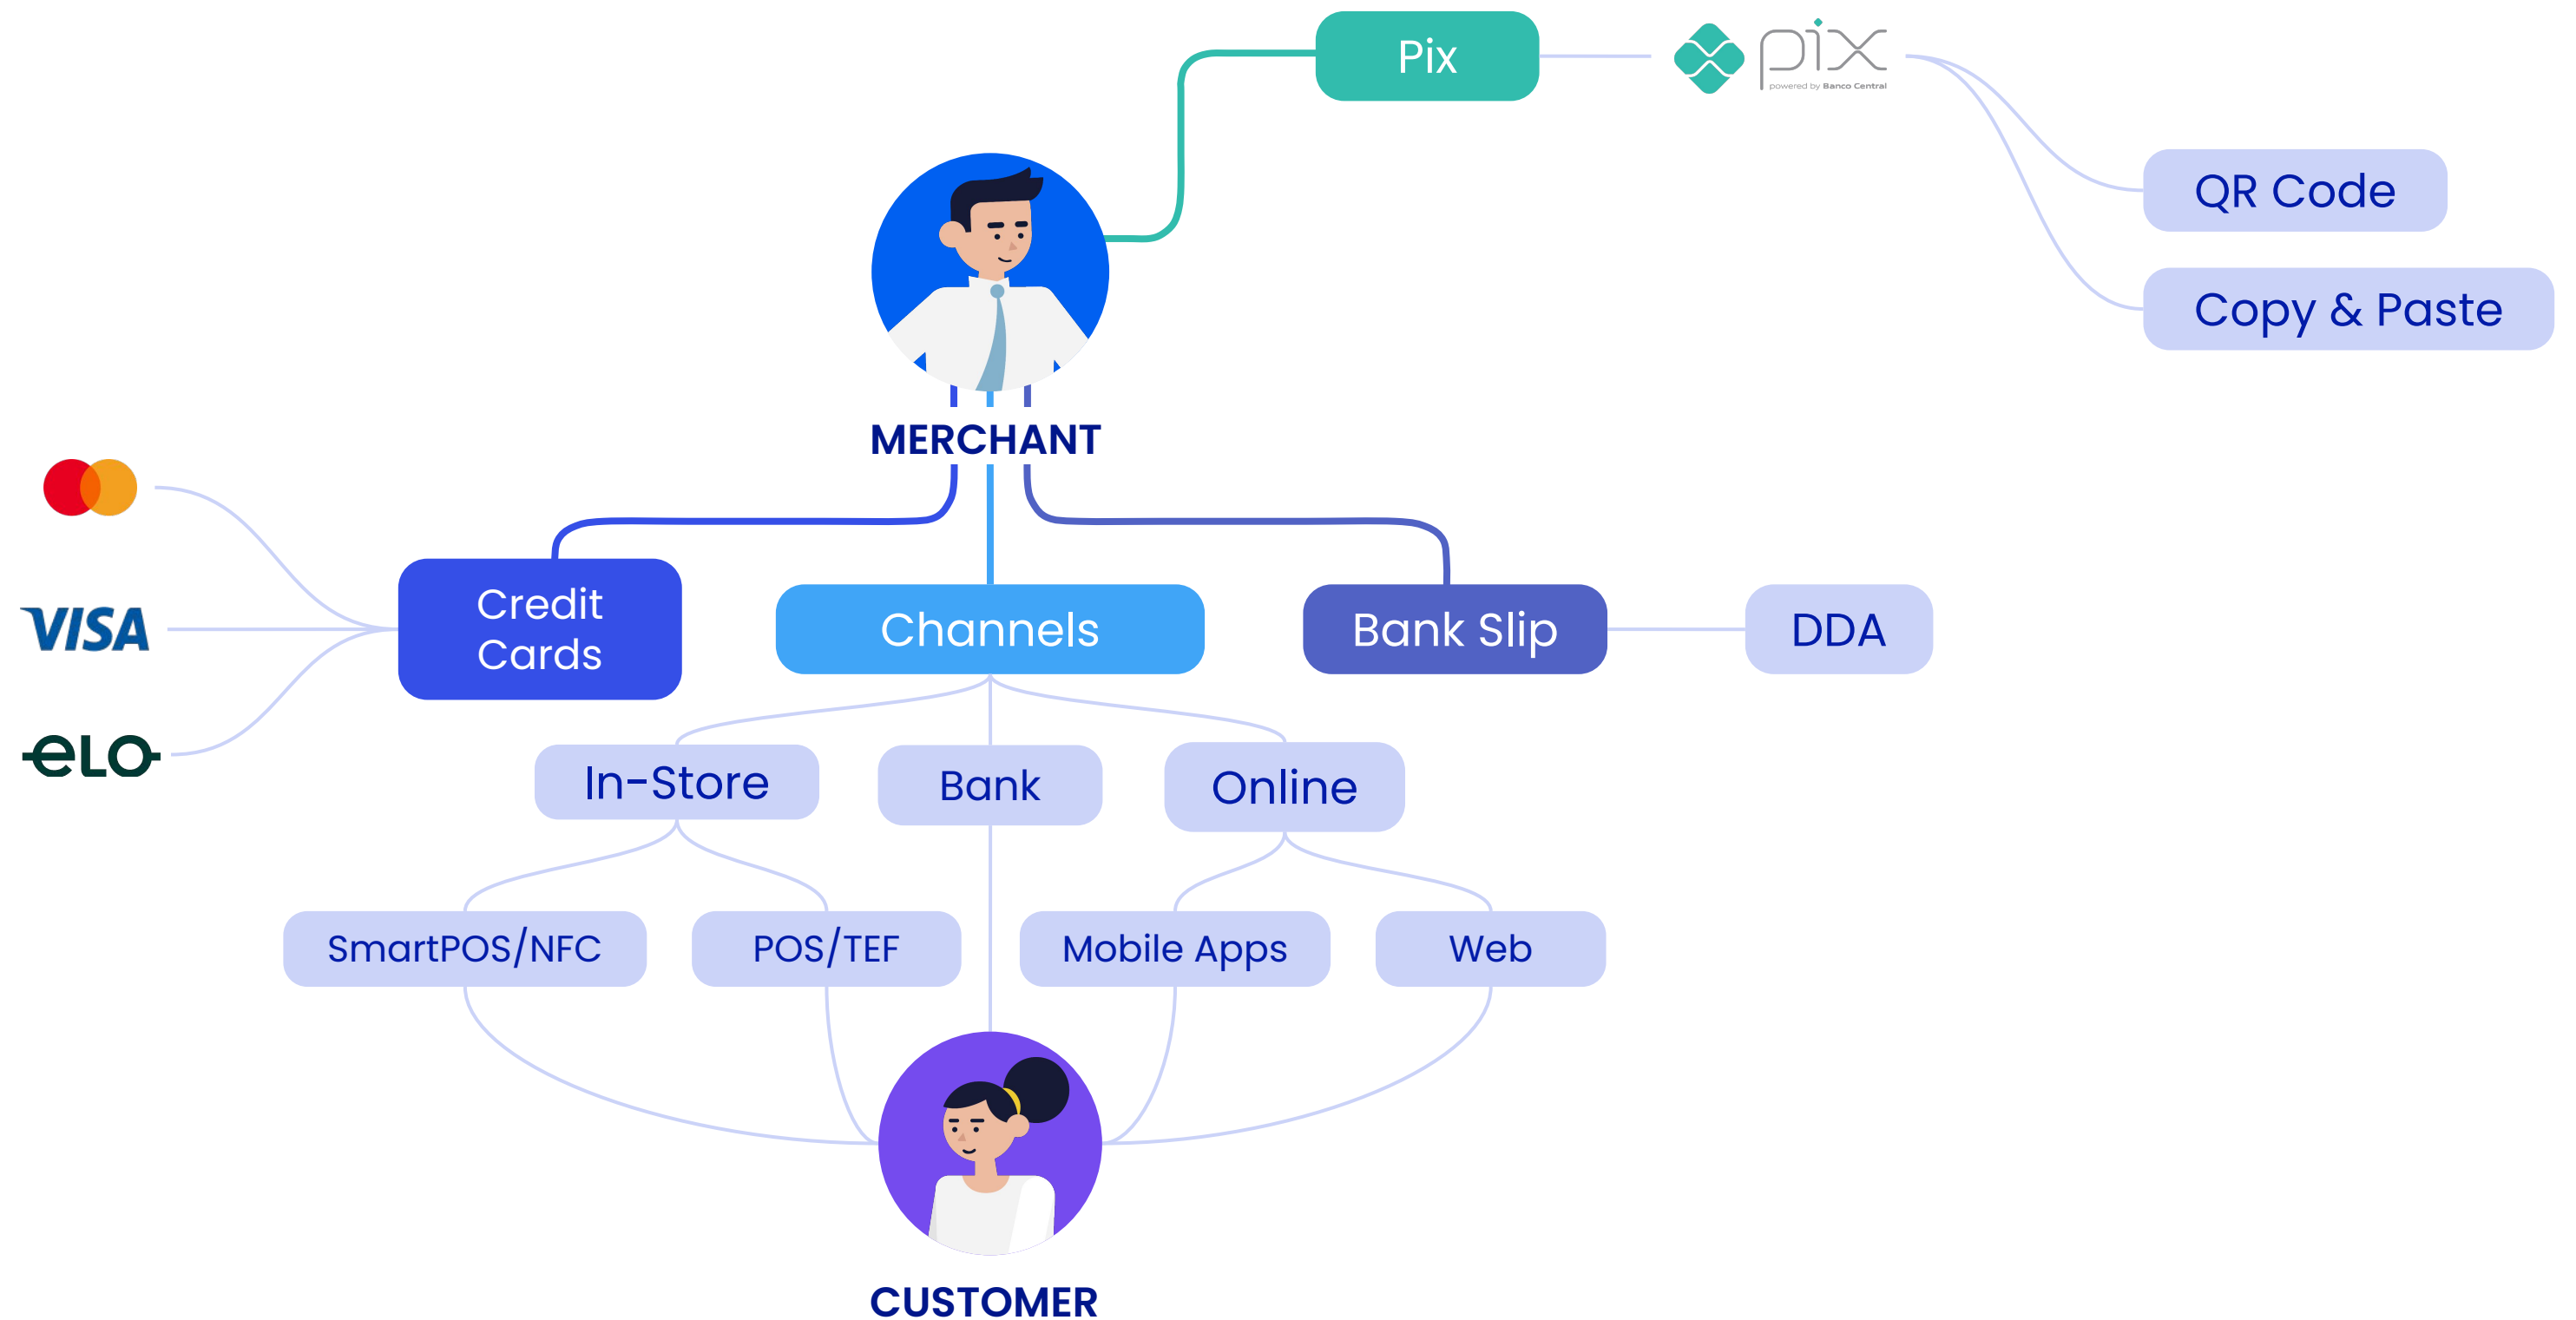 Pix
pix
powered by Banco Central
QR Code
Copy & Paste
MERCHANT
VISA
elo
Credit
Cards
Channels
Bank Slip
DDA
In-Store
Bank
Online
SmartPOS/NFC
POS/TEF
Mobile Apps
Web
CUSTOMER